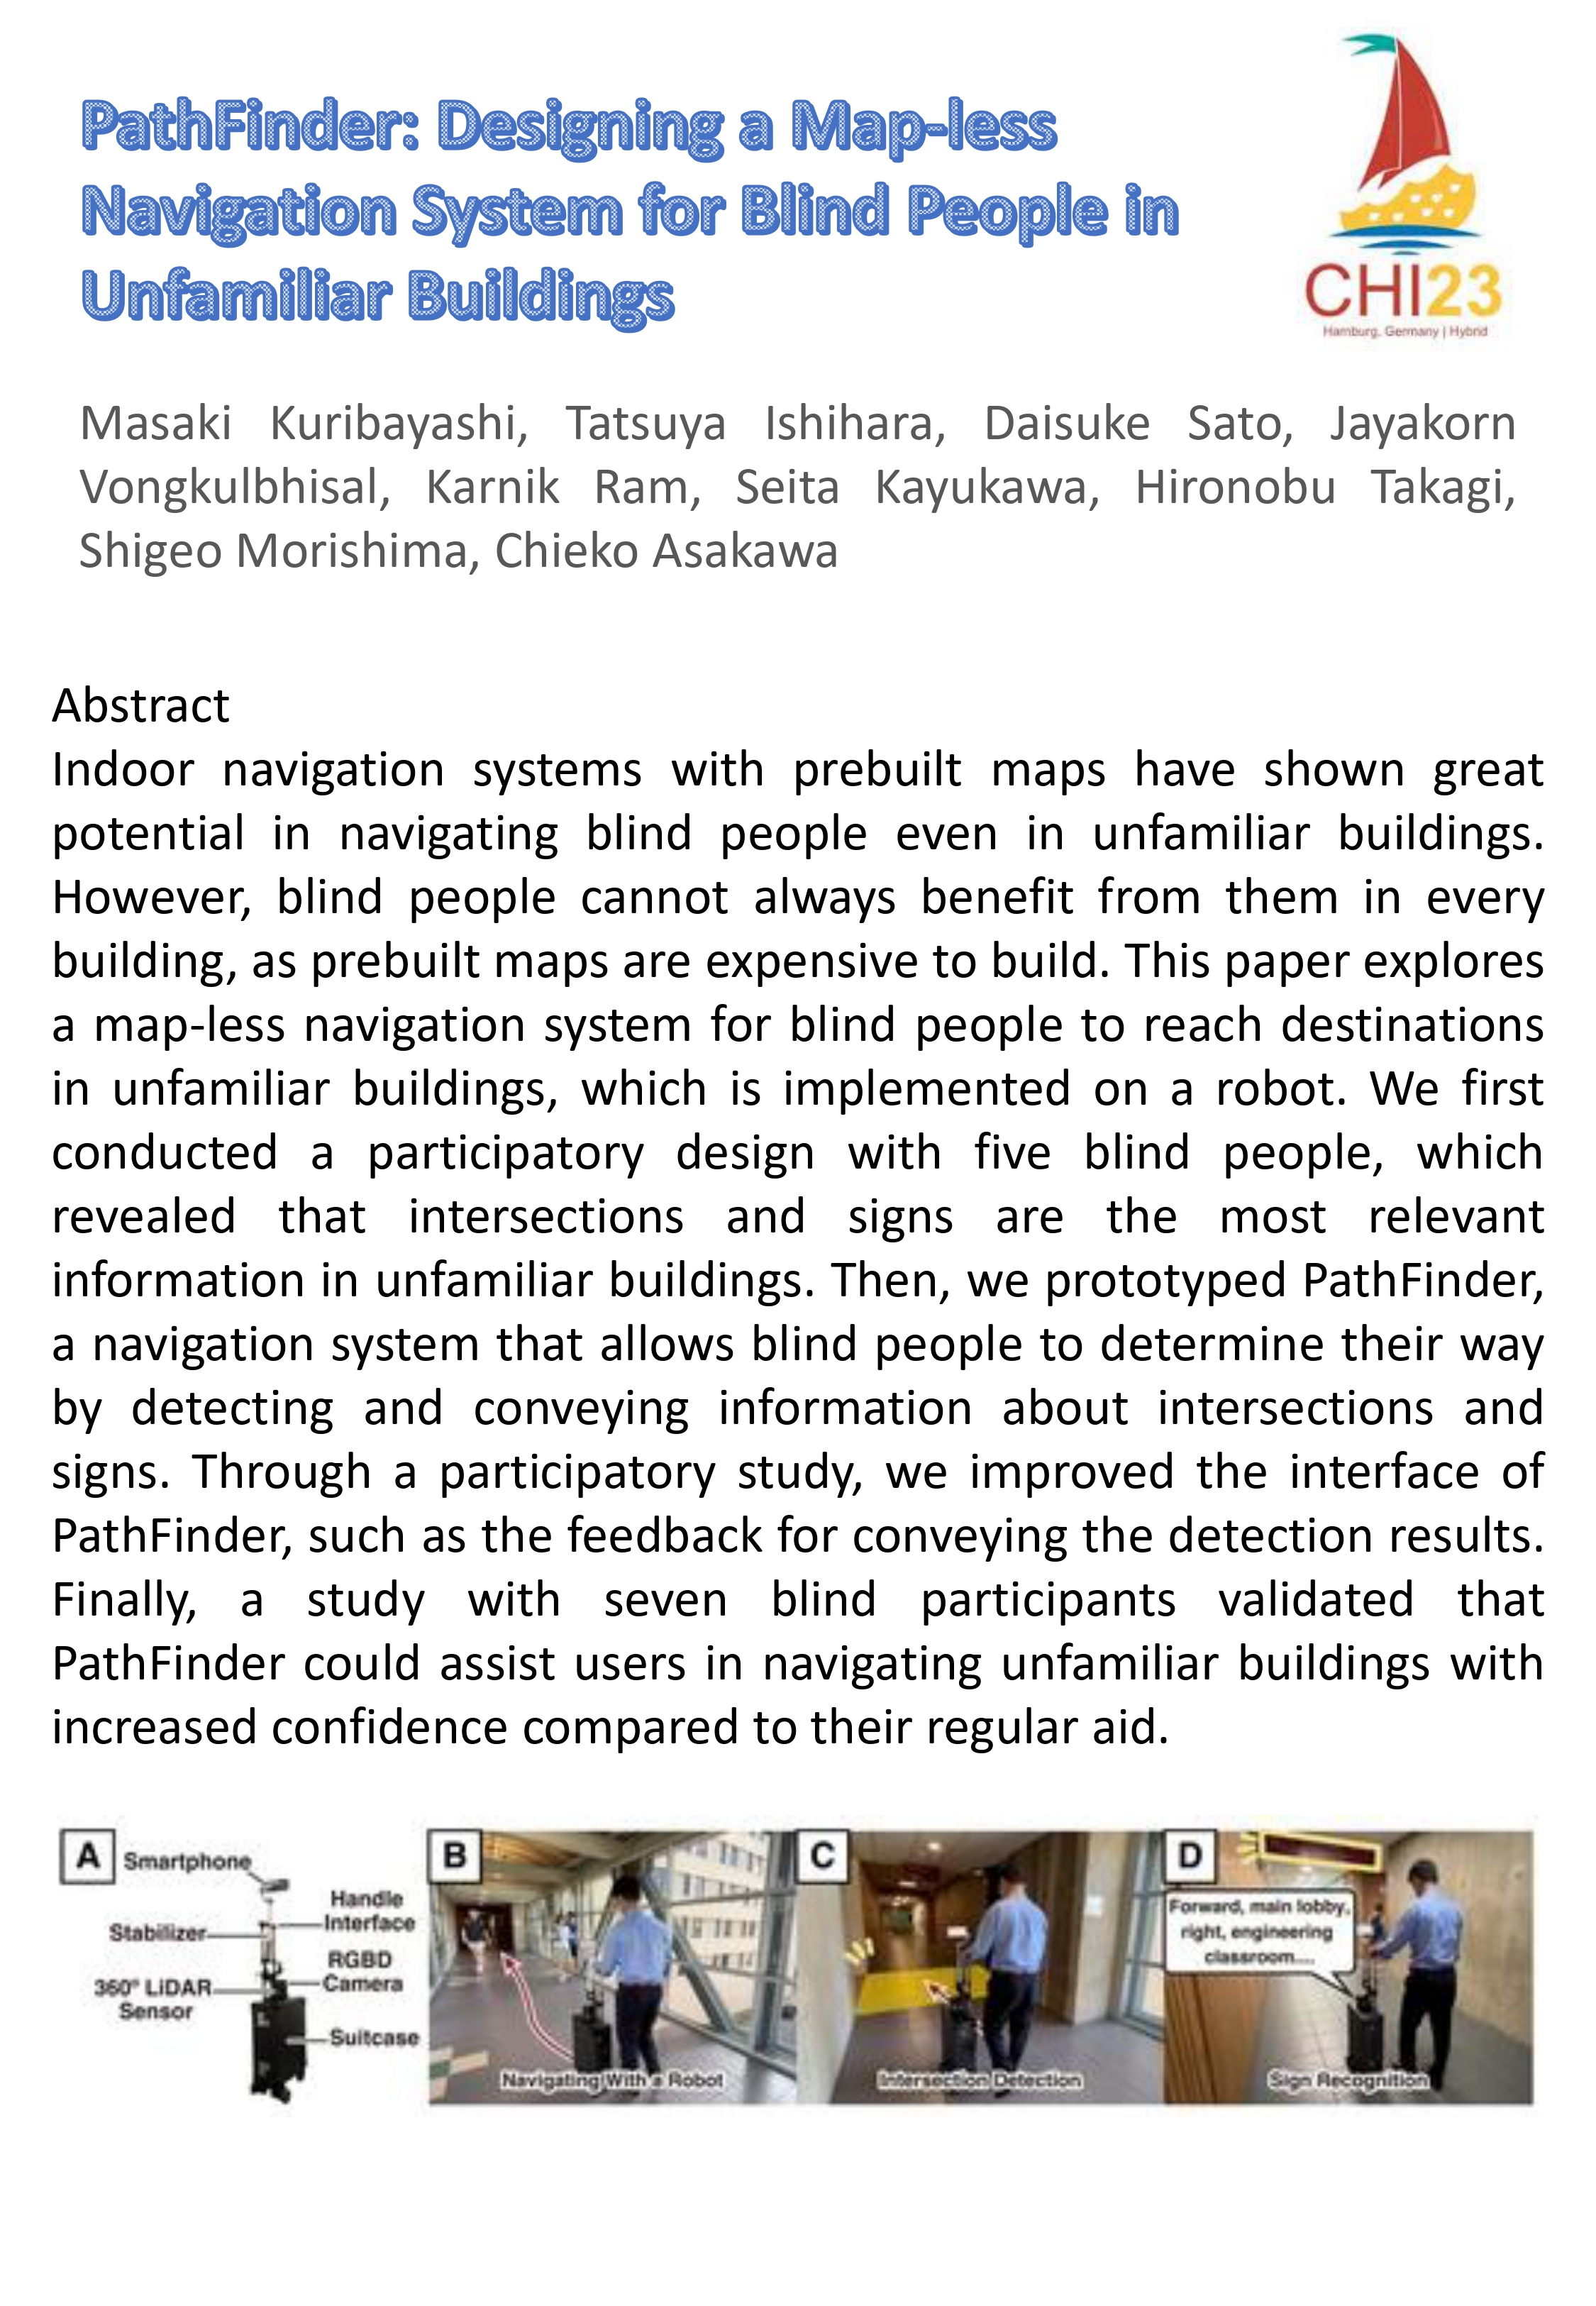 PathFinder: Designing a Map-less
Navigation System for Blind People in
Unfamiliar Buildings
CHI23
Hamburg, Germany | Hybrid
Masaki Kuribayashi, Tatsuya Ishihara, Daisuke Sato, Jayakorn
Vongkulbhisal, Karnik Ram, Seita Kayukawa, Hironobu Takagi,
Shigeo Morishima, Chieko Asakawa
Abstract
Indoor navigation systems with prebuilt maps have shown great
potential in navigating blind people even in unfamiliar buildings.
However, blind people cannot always benefit from them in every
building, as prebuilt maps are expensive to build. This paper explores
a map-less navigation system for blind people to reach destinations
in unfamiliar buildings, which is implemented on a robot. We first
conducted a participatory design with five blind people, which
revealed that intersections and signs are the most relevant
information in unfamiliar buildings. Then, we prototyped PathFinder,
a navigation system that allows blind people to determine their way
by detecting and conveying information about intersections and
signs. Through a participatory study, we improved the interface of
PathFinder, such as the feedback for conveying the detection results.
Finally, a study with seven blind participants validated that
PathFinder could assist users in navigating unfamiliar buildings with
increased confidence compared to their regular aid.
A
Smartphone
Handle
Interface
Stabilizer
RGBD
Camera
360° LiDAR
Sensor
Suitcase
B
Navigating With a Robot
C
Intersection Detection
D
Forward, main lobby,
right, engineering
classroom....
Sign Recognition